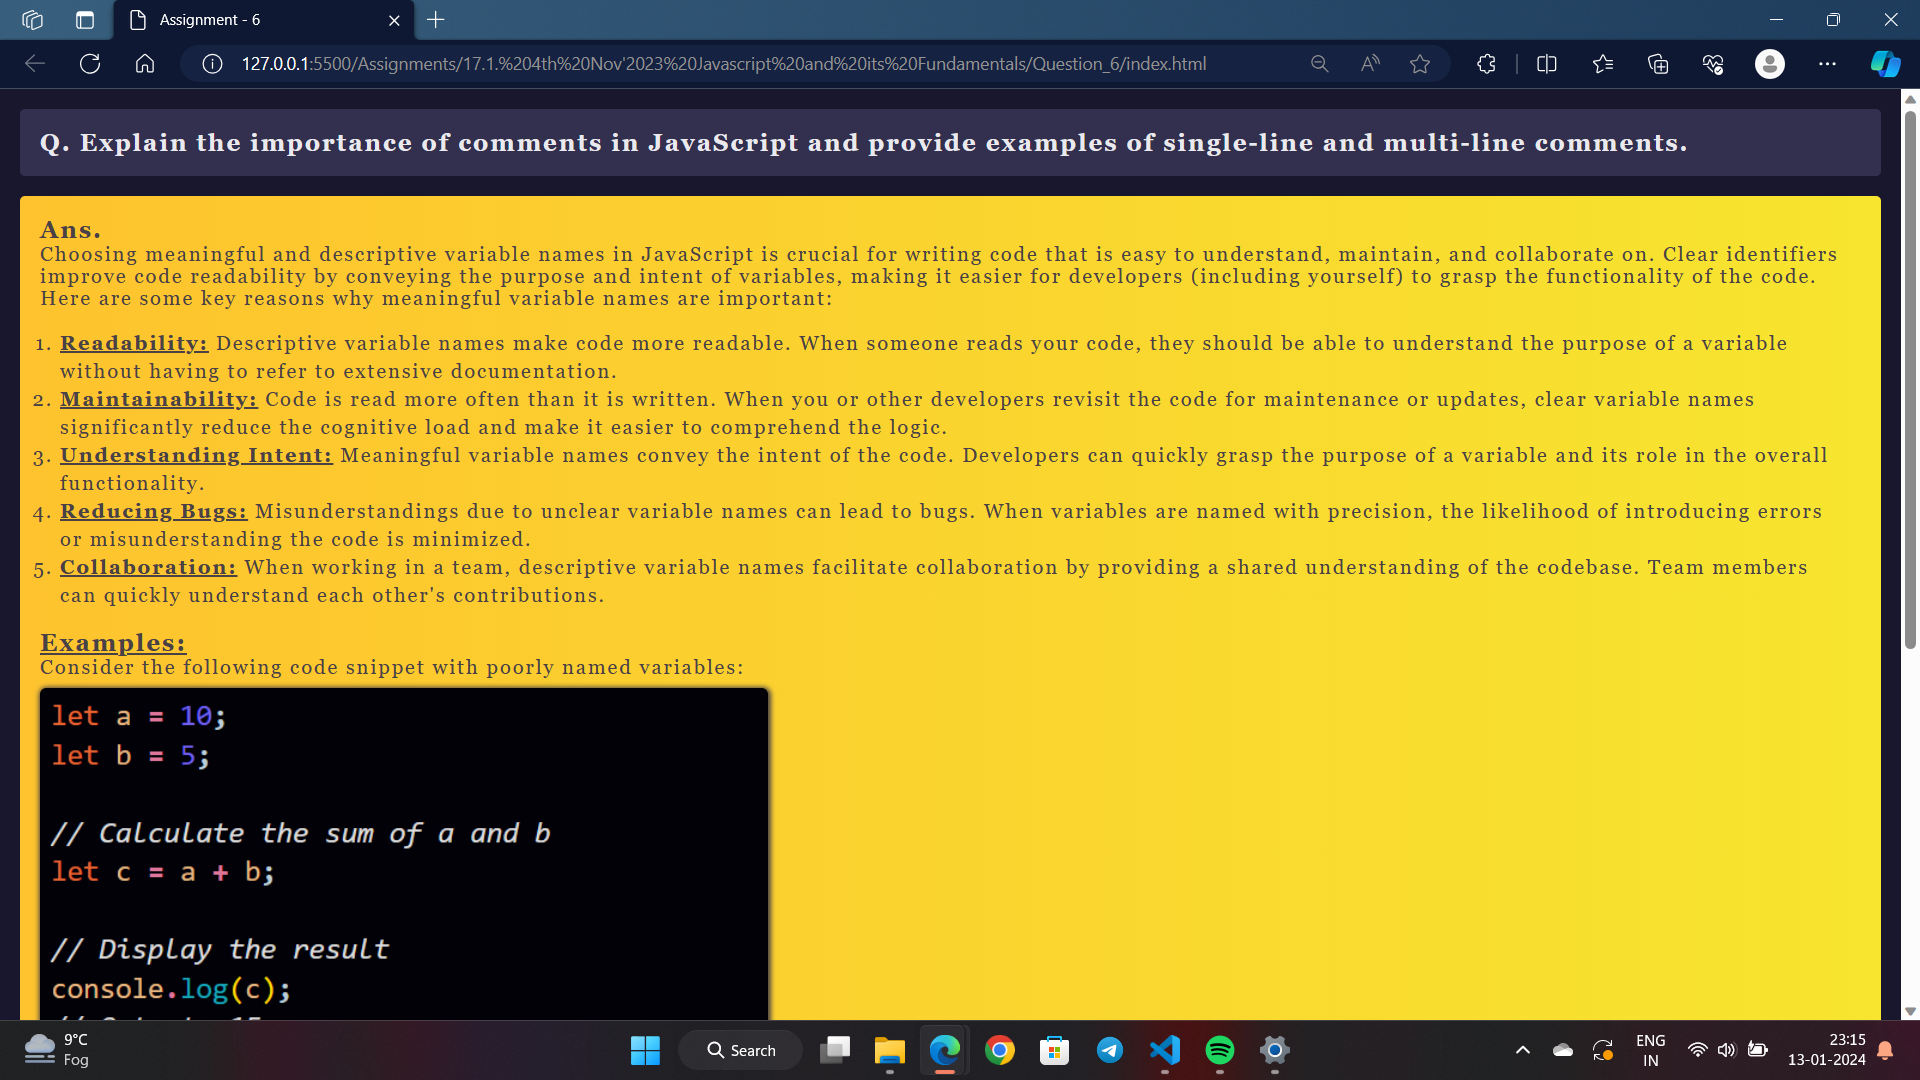 Assignment - 6
127.0.0.1:5500/Assignments/17.1.%204th%20Nov'2023%20Javascript%20and%20its%20Fundamentals/Question_6/index.html
Q. Explain the importance of comments in JavaScript and provide examples of single-line and multi-line comments.
Ans.
Choosing meaningful and descriptive variable names in JavaScript is crucial for writing code that is easy to understand, maintain, and collaborate on. Clear identifiers
improve code readability by conveying the purpose and intent of variables, making it easier for developers (including yourself) to grasp the functionality of the code.
Here are some key reasons why meaningful variable names are important:
1. Readability: Descriptive variable names make code more readable. When someone reads your code, they should be able to understand the purpose of a variable
without having to refer to extensive documentation.
2. Maintainability: Code is read more often than it is written. When you or other developers revisit the code for maintenance or updates, clear variable names
significantly reduce the cognitive load and make it easier to comprehend the logic.
3. Understanding Intent: Meaningful variable names convey the intent of the code. Developers can quickly grasp the purpose of a variable and its role in the overall
functionality.
4. Reducing Bugs: Misunderstandings due to unclear variable names can lead to bugs. When variables are named with precision, the likelihood of introducing errors
or misunderstanding the code is minimized.
5. Collaboration: When working in a team, descriptive variable names facilitate collaboration by providing a shared understanding of the codebase. Team members
can quickly understand each other's contributions.
Examples:
Consider the following code snippet with poorly named variables:
let a = 10;
let b = 5;
// Calculate the sum of a and b
let c = a + b;
// Display the result
console.log(c);
9°C
Fog
Search
ENG
IN
23:15
13-01-2024